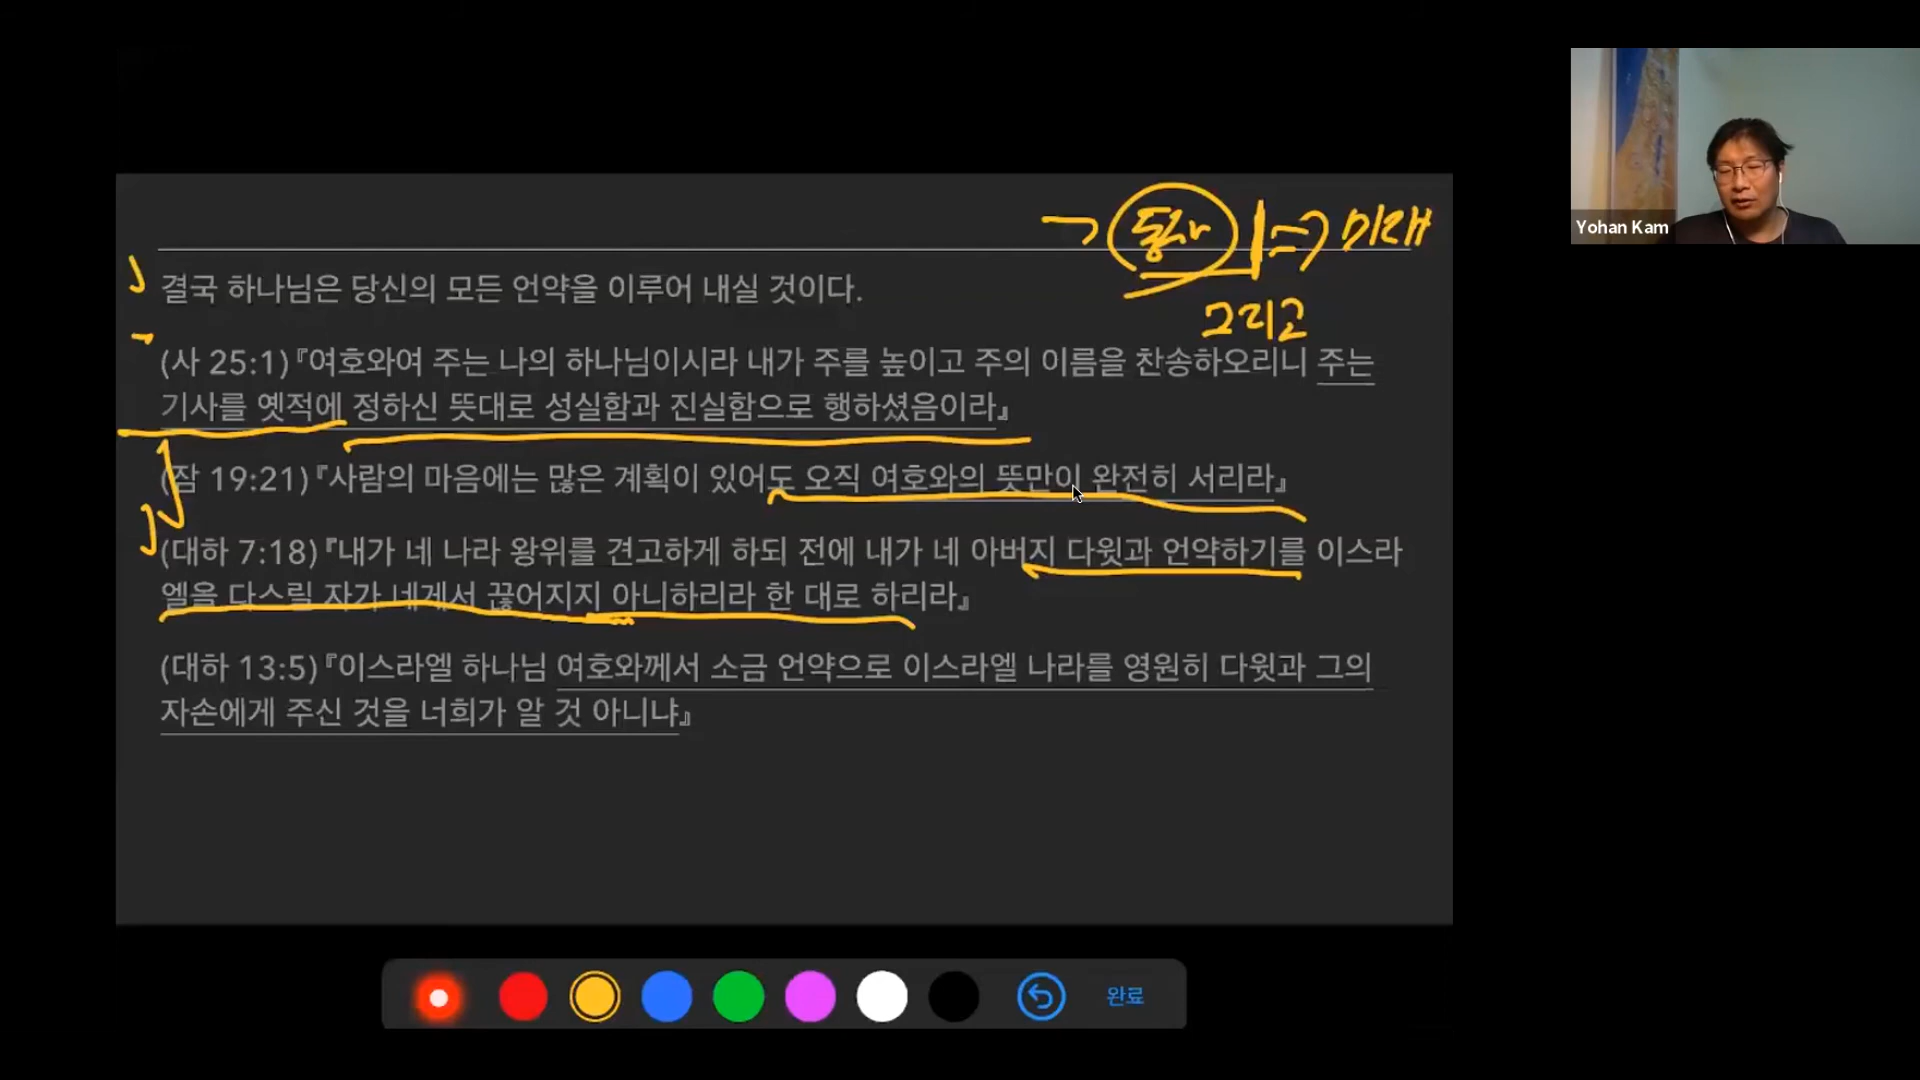 동사 | ⇒ 미래
그리고
결국 하나님은 당신의 모든 언약을 이루어 내실 것이다.
(사 25:1)『여호와여 주는 나의 하나님이시라 내가 주를 높이고 주의 이름을 찬송하오리니 주는
기사를 옛적에 정하신 뜻대로 성실함과 진실함으로 행하셨음이라』
(잠 19:21)『사람의 마음에는 많은 계획이 있어도 오직 여호와의 뜻만이 완전히 서리라』
(대하 7:18)『내가 네 나라 왕위를 견고하게 하되 전에 내가 네 아버지 다윗과 언약하기를 이스라
엘을 다스릴 자가 네게서 끊어지지 아니하리라 한 대로 하리라』
(대하 13:5)『이스라엘 하나님 여호와께서 소금 언약으로 이스라엘 나라를 영원히 다윗과 그의
자손에게 주신 것을 너희가 알 것 아니냐』
완료
Yohan Kam